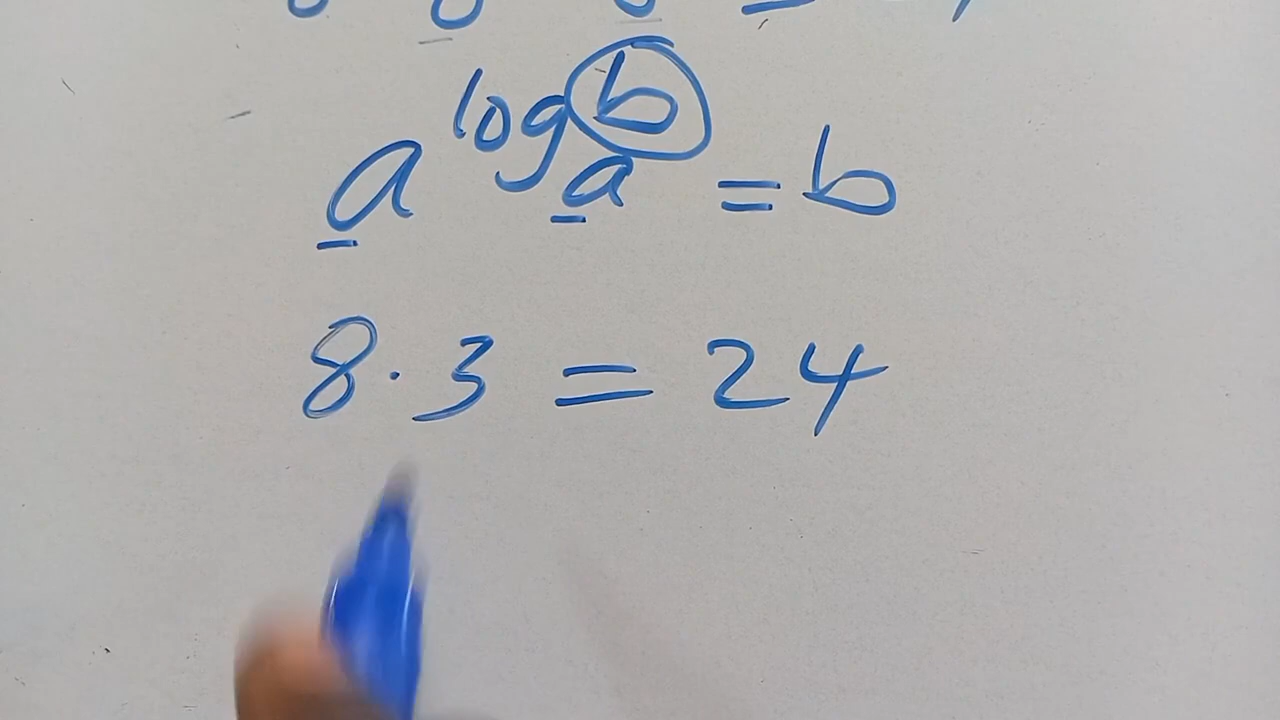 a^log_a b = b
8 · 3 = 24